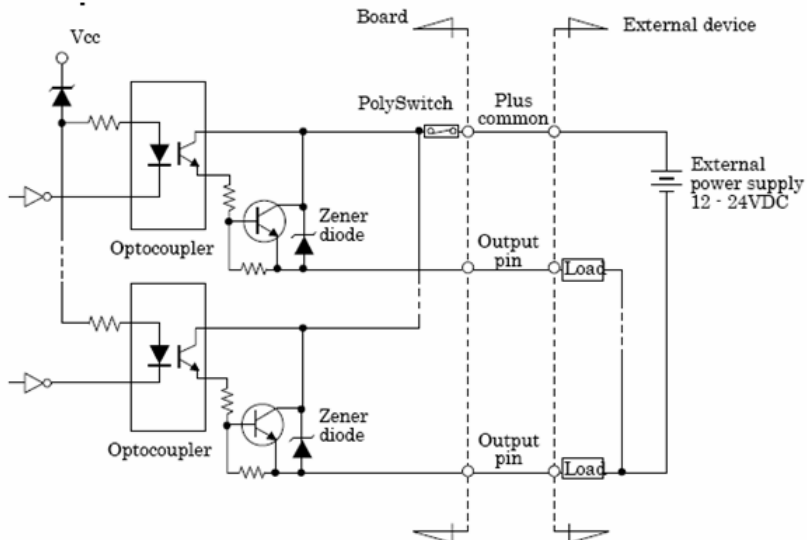 Board
External device
Vcc
PolySwitch
Plus
common
External
power supply
12 - 24VDC
Zener
diode
Optocoupler
Output
pin
Load
Zener
diode
Optocoupler
Output
pin
Load